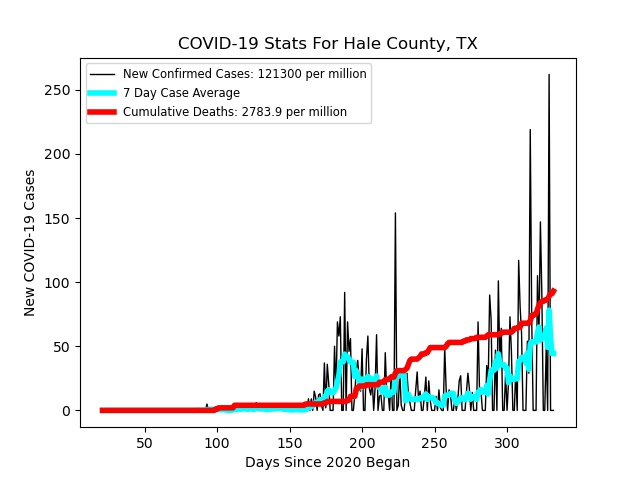 COVID-19 Stats For Hale County, TX
New Confirmed Cases: 121300 per million
7 Day Case Average
Cumulative Deaths: 2783.9 per million
New COVID-19 Cases
250
200
150
100
50
0
50
100
150
200
250
300
Days Since 2020 Began